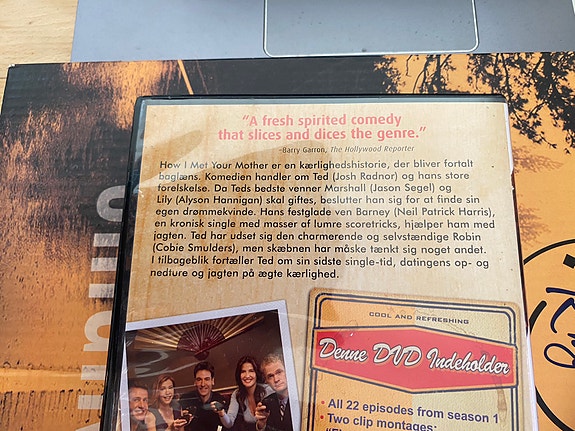 "A fresh spirited comedy
that slices and dices the genre."
–Barry Garron, The Hollywood Reporter
How I Met Your Mother er en kærlighedshistorie, der bliver fortalt
baglæns. Komedien handler om Ted (Josh Radnor) og hans store
forelskelse. Da Teds bedste venner Marshall (Jason Segel) og
Lily (Alyson Hannigan) skal giftes, beslutter han sig for at finde sin
egen drømmekvinde. Hans festglade ven Barney (Neil Patrick Harris),
en kronisk single med masser af lumre scoretricks, hjælper ham med
jagten. Ted har udset sig den charmerende og selvstændige Robin
(Cobie Smulders), men skæbnen har måske tænkt sig noget andet.
I tilbageblik fortæller Ted om sin sidste single-tid, datingens op- og
nedture og jagten på ægte kærlighed.
COOL AND REFRESHING
Denne DVD Indeholder
• All 22 episodes from season 1
• Two clip montages: